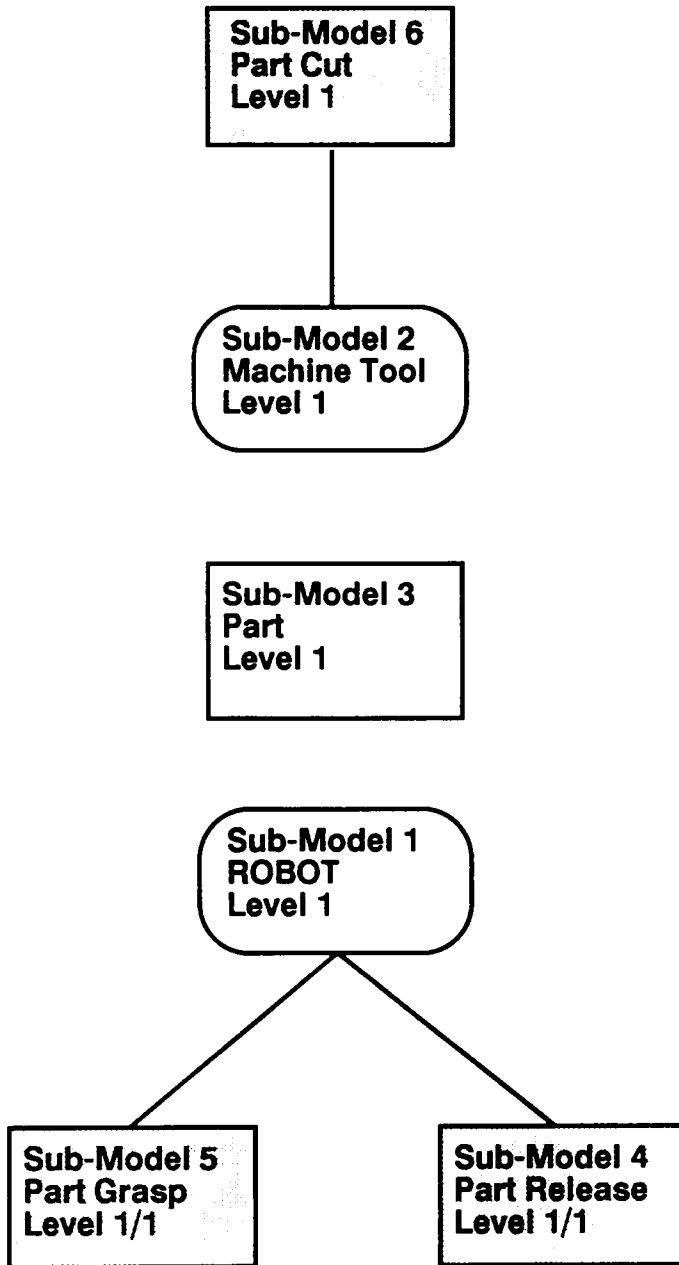 Sub-Model 6
Part Cut
Level 1
Sub-Model 2
Machine Tool
Level 1
Sub-Model 3
Part
Level 1
Sub-Model 1
ROBOT
Level 1
Sub-Model 5
Part Grasp
Level 1/1
Sub-Model 4
Part Release
Level 1/1